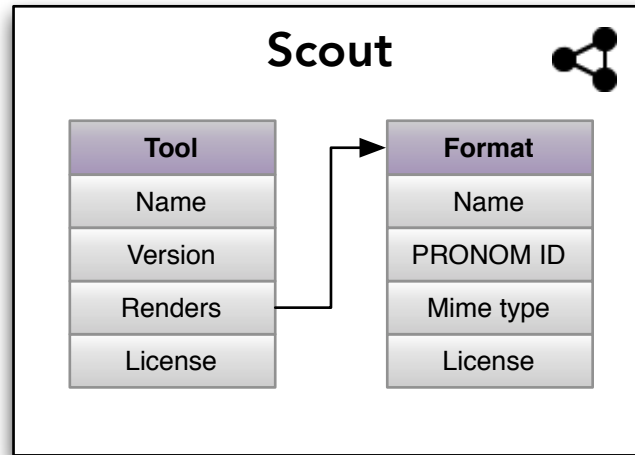 Scout
Tool
Name
Version
Renders
License
Format
Name
PRONOM ID
Mime type
License